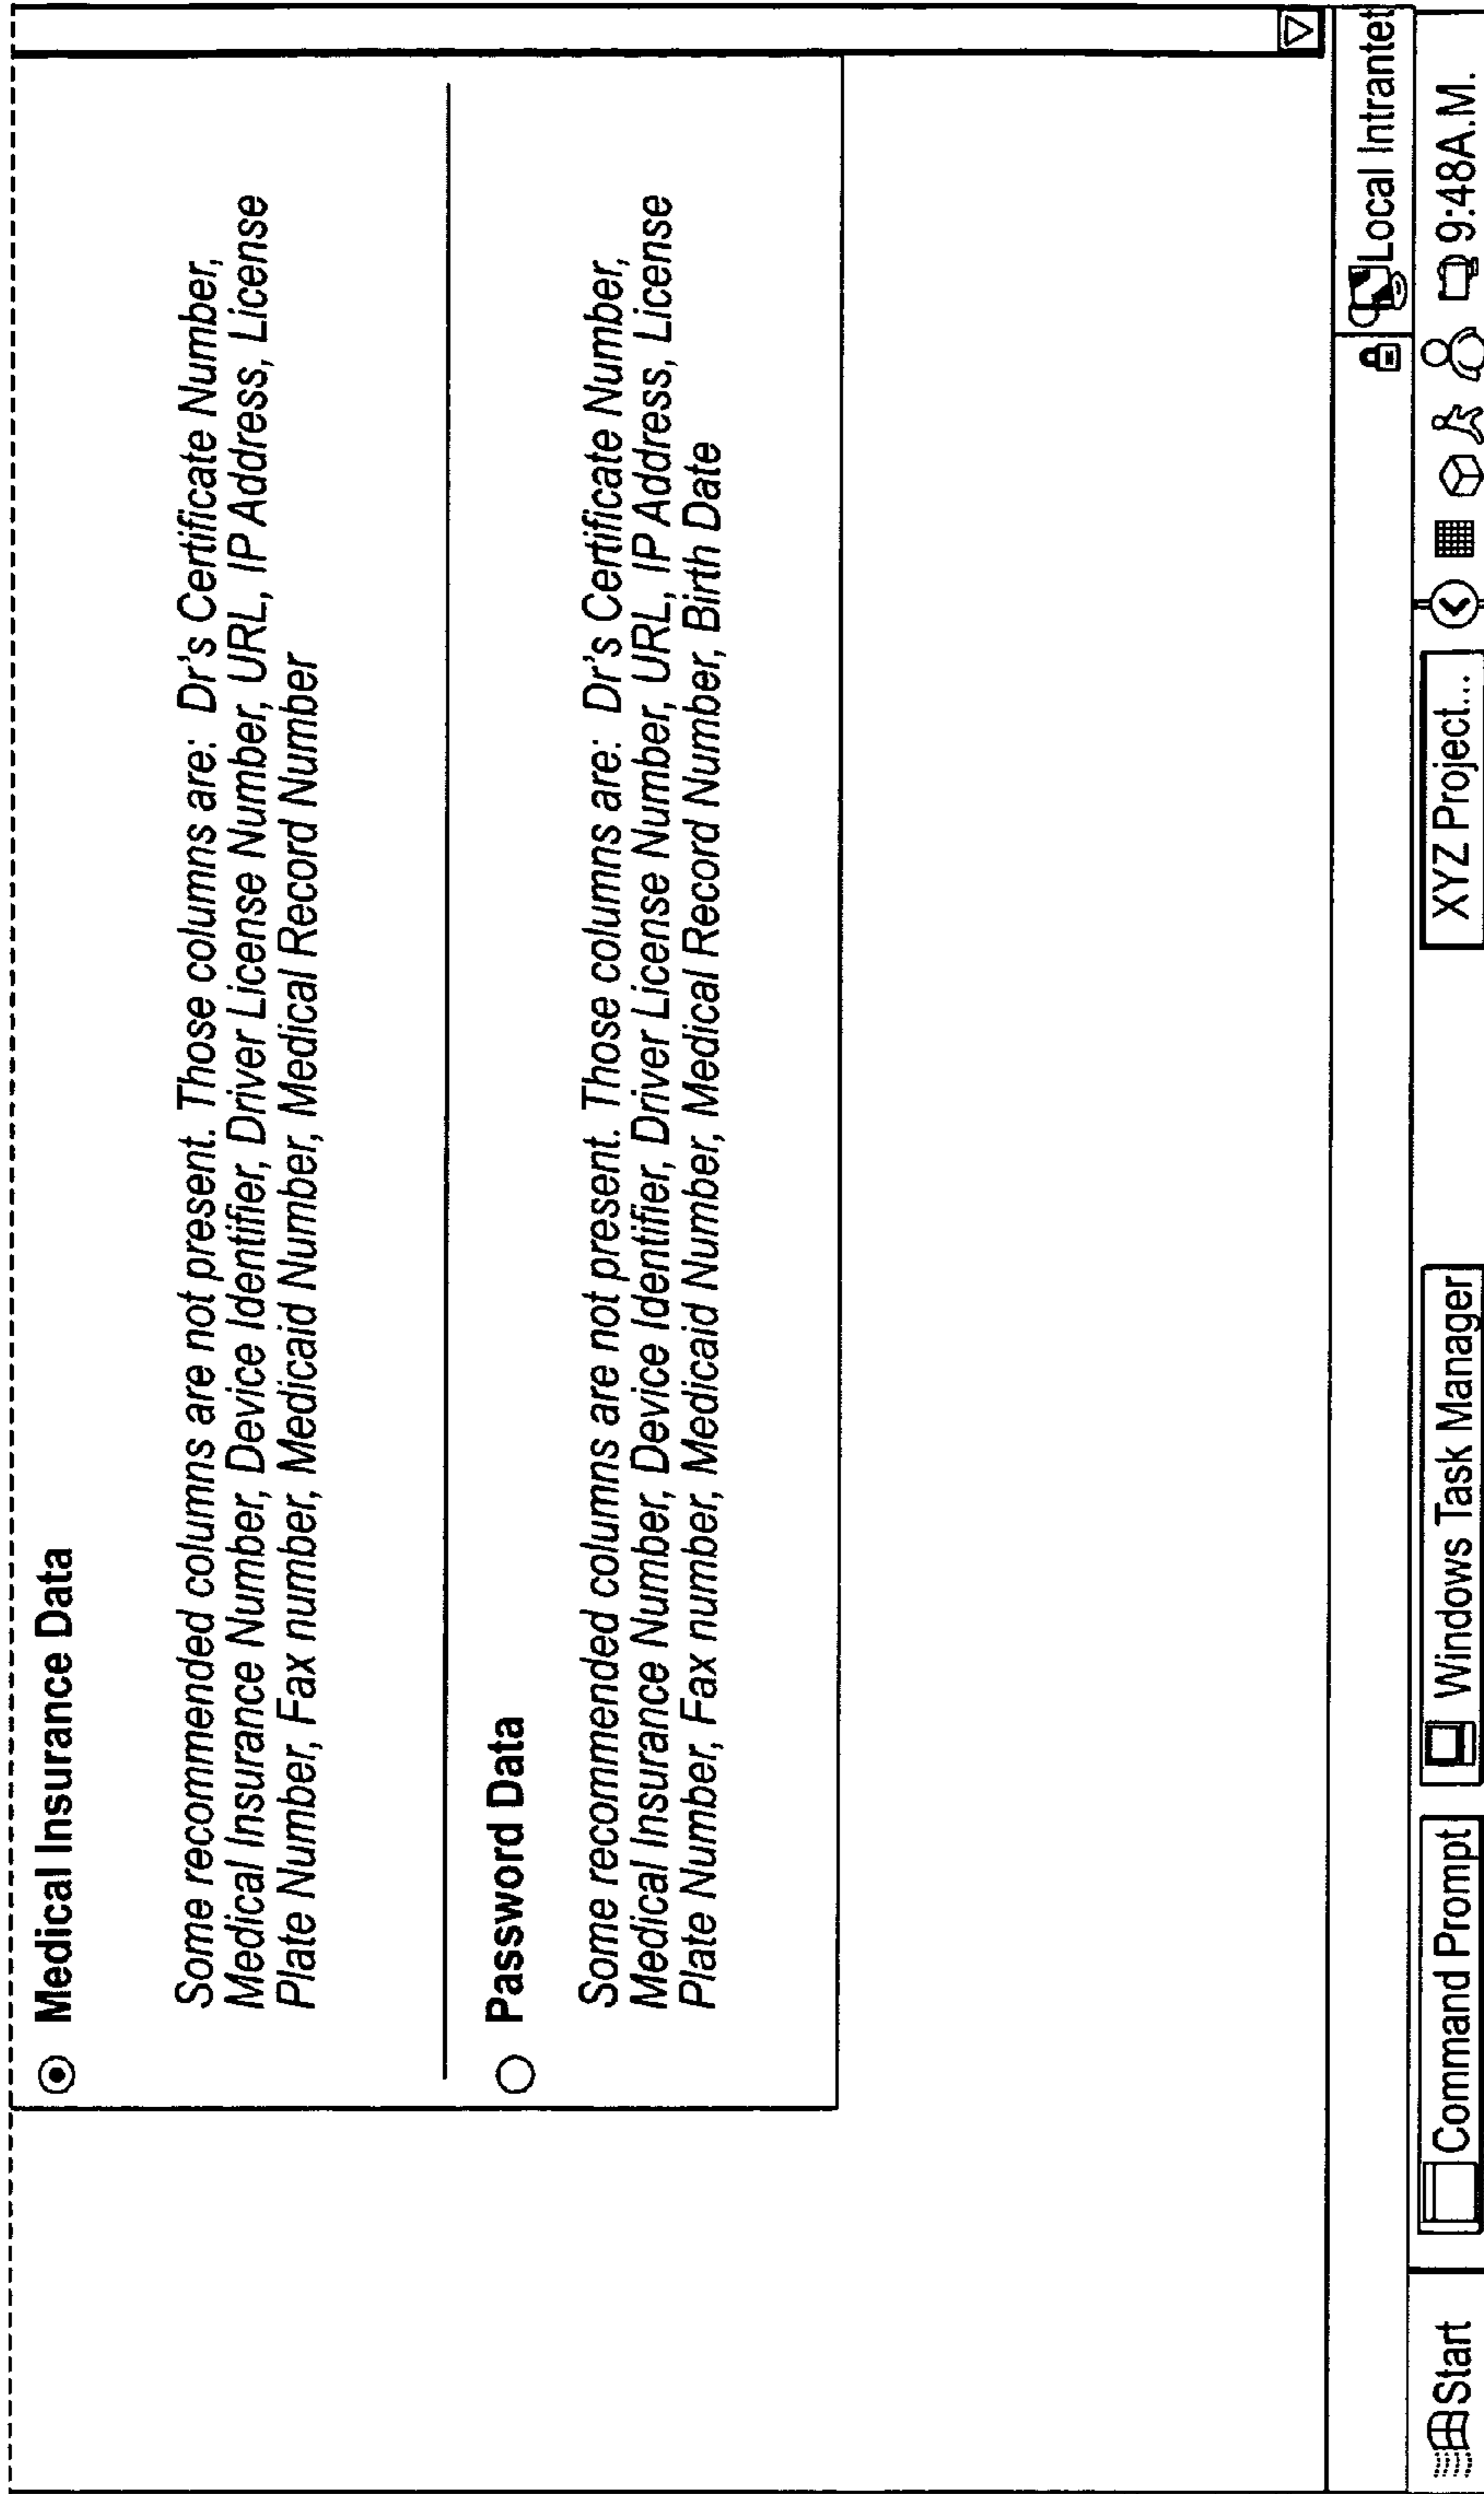 Medical Insurance Data
Some recommended columns are not present. Those columns are: Dr's Certificate Number,
Medical Insurance Number, Device Identifier, Driver License Number, URL, IP Address, License
Plate Number, Fax number, Medicaid Number, Medical Record Number
Password Data
Some recommended columns are not present. Those columns are: Dr's Certificate Number,
Medical Insurance Number, Device Identifier, Driver License Number, URL, IP Address, License
Plate Number, Fax number, Medicaid Number, Medical Record Number, Birth Date
Local Intranet
Start
Command Prompt
Windows Task Manager
XYZ Project...
9:48A.M.